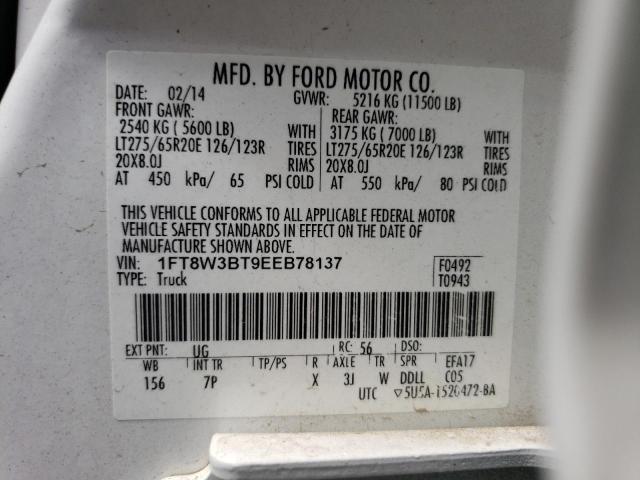 MFD. BY FORD MOTOR CO.
DATE: 02/14 GVWR: 5216 KG (11500 LB)
FRONT GAWR: REAR GAWR:
2540 KG ( 5600 LB) WITH 3175 KG ( 7000 LB) WITH
LT275/65R20E 126/123R TIRES LT275/65R20E 126/123R TIRES
20X8.0J RIMS 20X8.0J RIMS
AT 450 kPa/ 65 PSI COLD AT 550 kPa/ 80 PSI COLD
THIS VEHICLE CONFORMS TO ALL APPLICABLE FEDERAL MOTOR
VEHICLE SAFETY STANDARDS IN EFFECT ON THE DATE OF
MANUFACTURE SHOWN ABOVE.
VIN: 1FT8W3BT9EEB78137 F0492
TYPE: Truck T0943
EXT PNT: UG RC: 56 DSO:
WB INT TR TP/PS R AXLE TR SPR EFA17
156 7P X 3J W DDLL C05
UTC ▽5U5A-1520472-BA